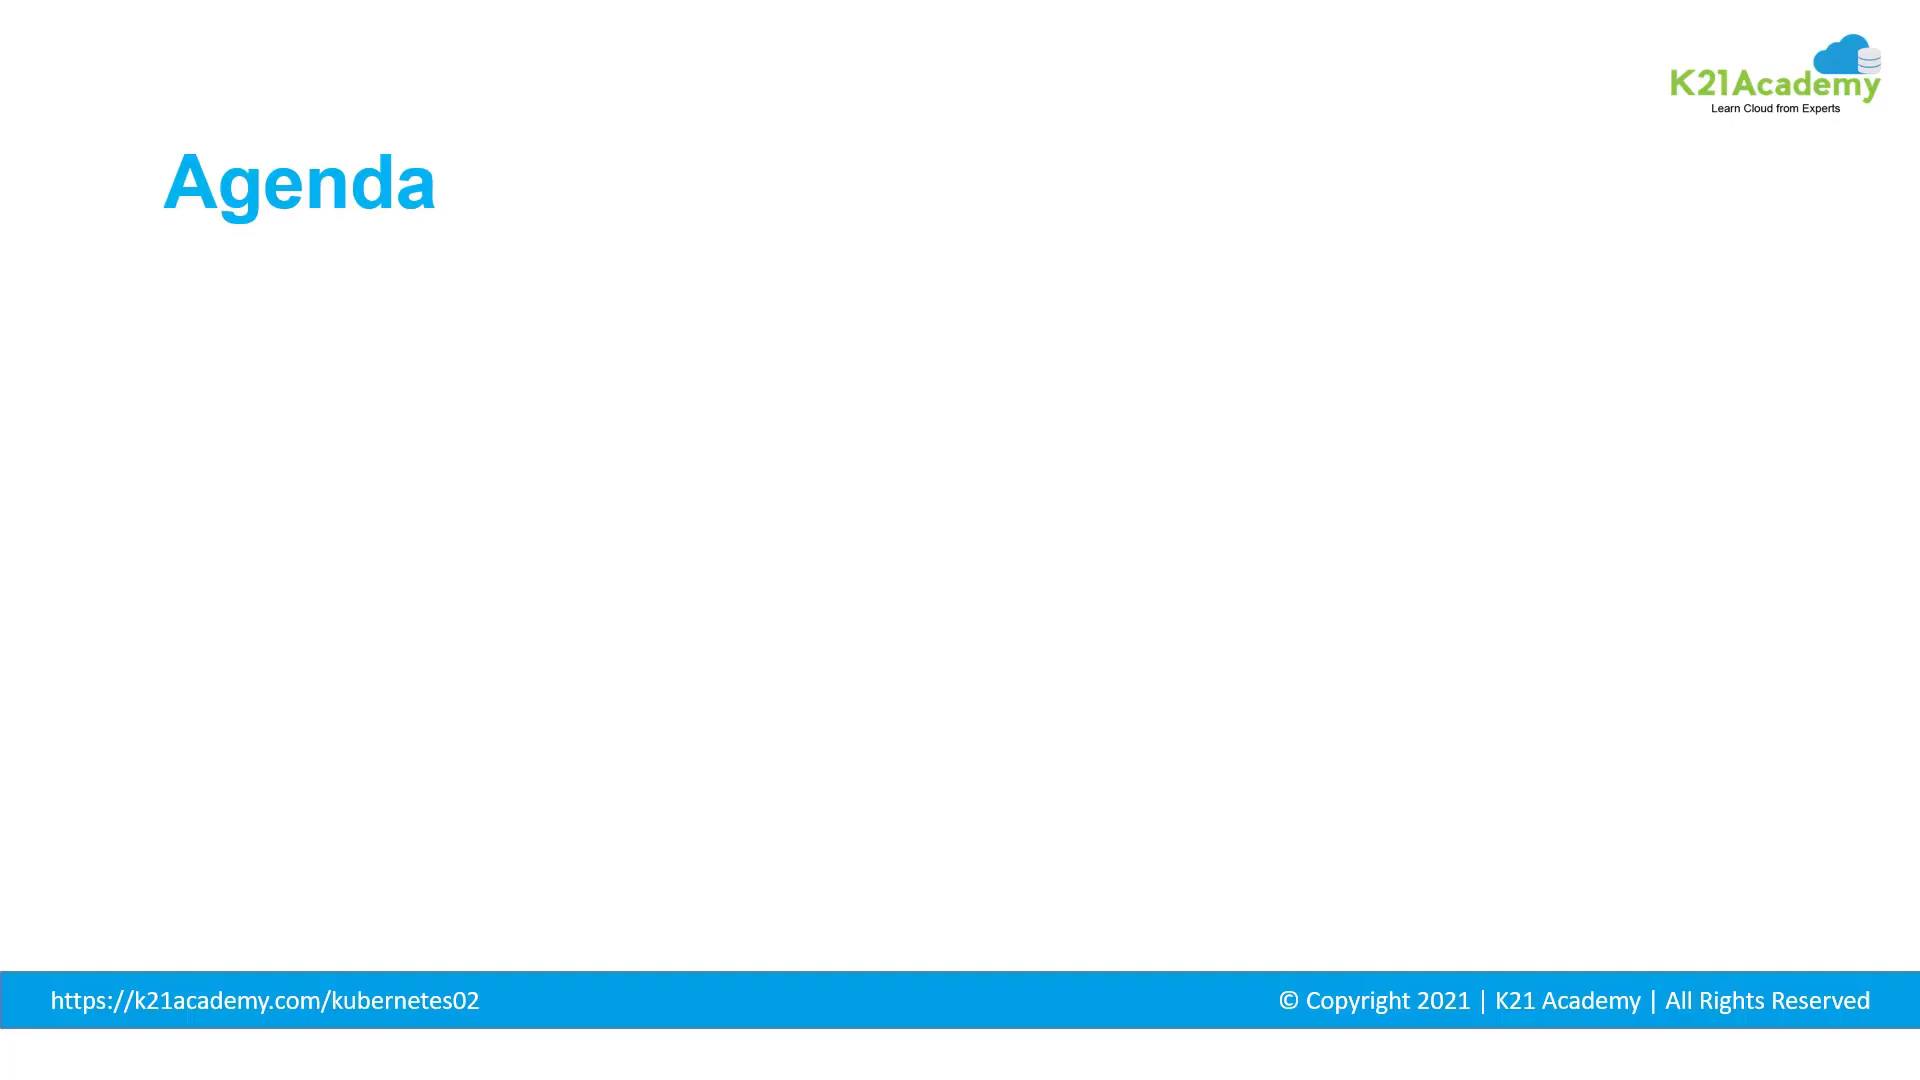 K21Academy
Learn Cloud from Experts
Agenda
https://k21academy.com/kubernetes02
© Copyright 2021 | K21 Academy | All Rights Reserved